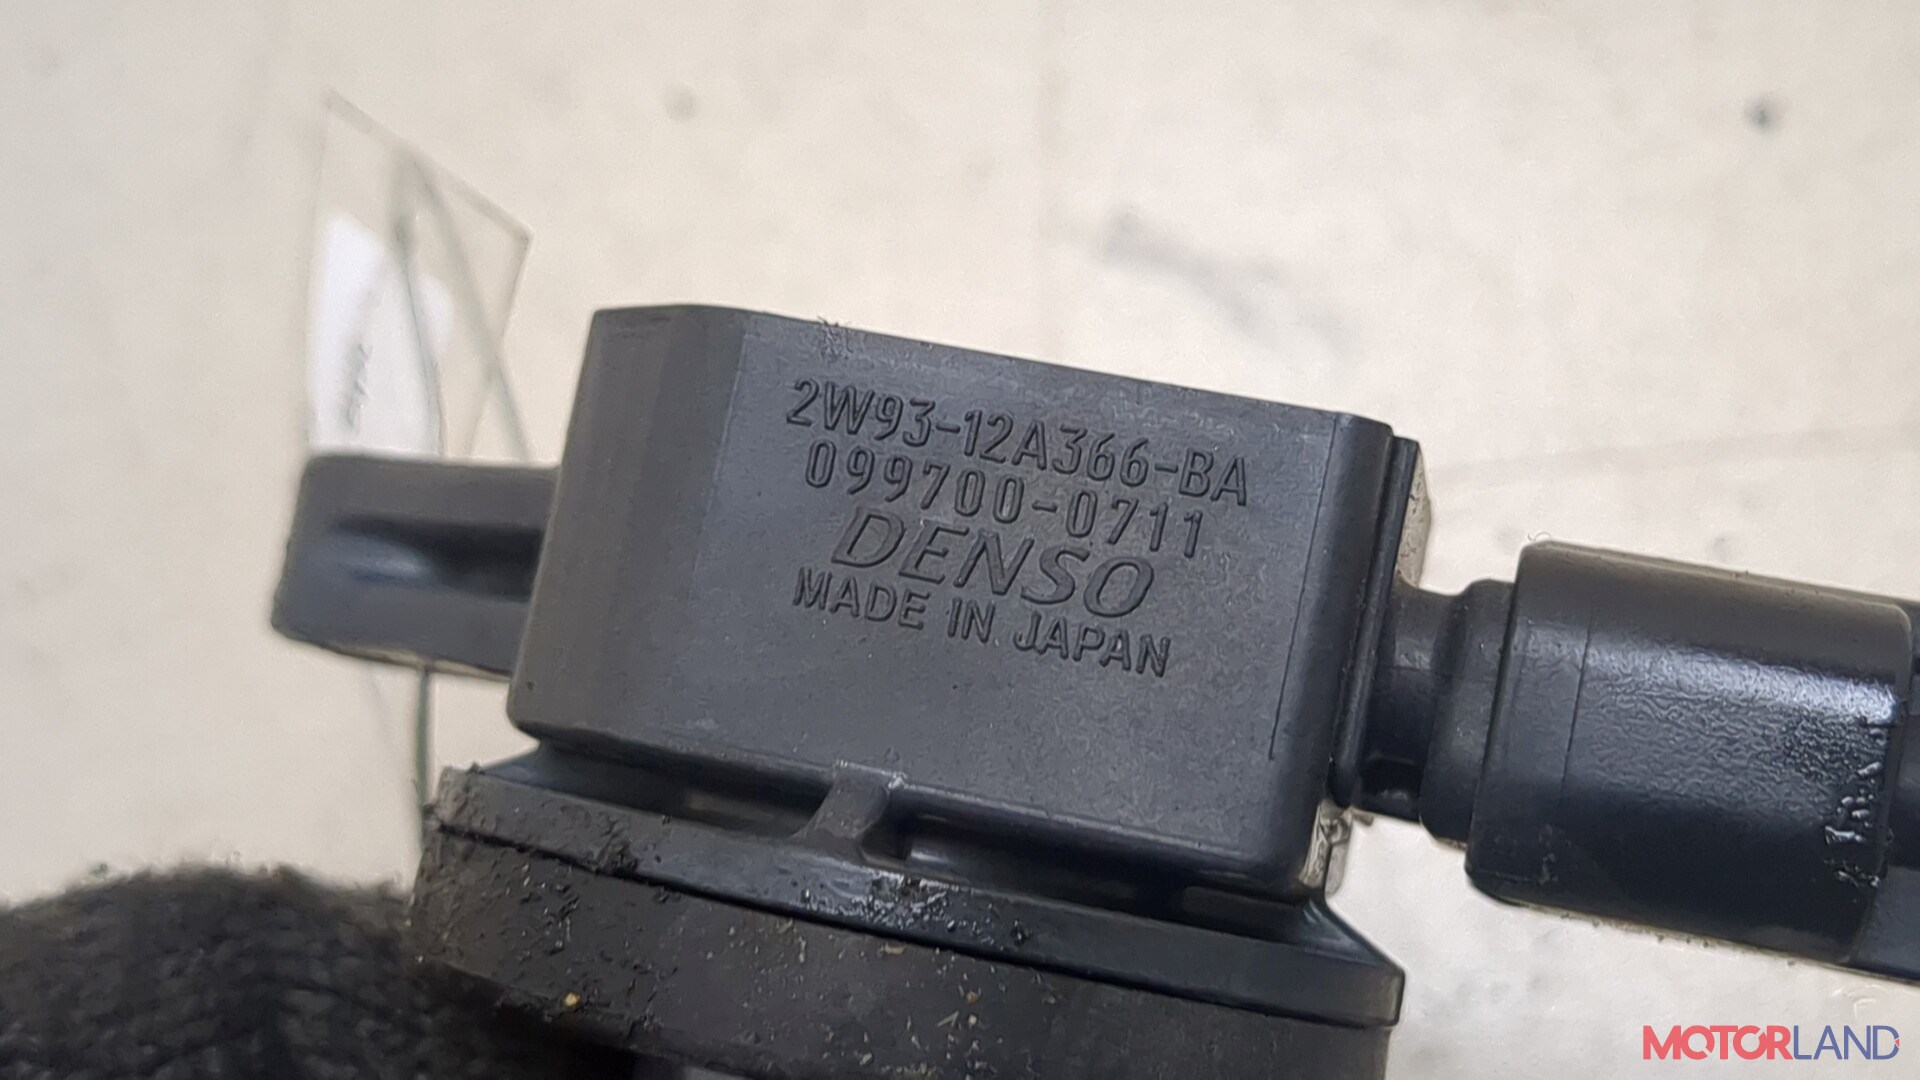 2W93-12A366-BA
099700-0711
DENSO
MADE IN JAPAN
MOTORLAND